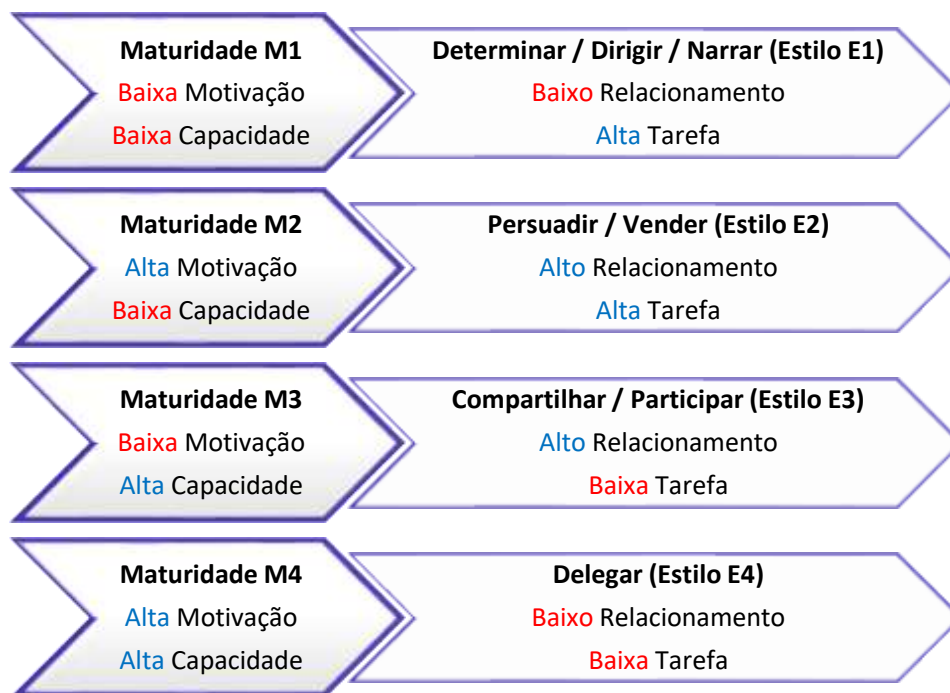 Maturidade M1
Baixa Motivação
Baixa Capacidade
Determinar / Dirigir / Narrar (Estilo E1)
Baixo Relacionamento
Alta Tarefa
Maturidade M2
Alta Motivação
Baixa Capacidade
Persuadir / Vender (Estilo E2)
Alto Relacionamento
Alta Tarefa
Maturidade M3
Baixa Motivação
Alta Capacidade
Compartilhar / Participar (Estilo E3)
Alto Relacionamento
Baixa Tarefa
Maturidade M4
Alta Motivação
Alta Capacidade
Delegar (Estilo E4)
Baixo Relacionamento
Baixa Tarefa